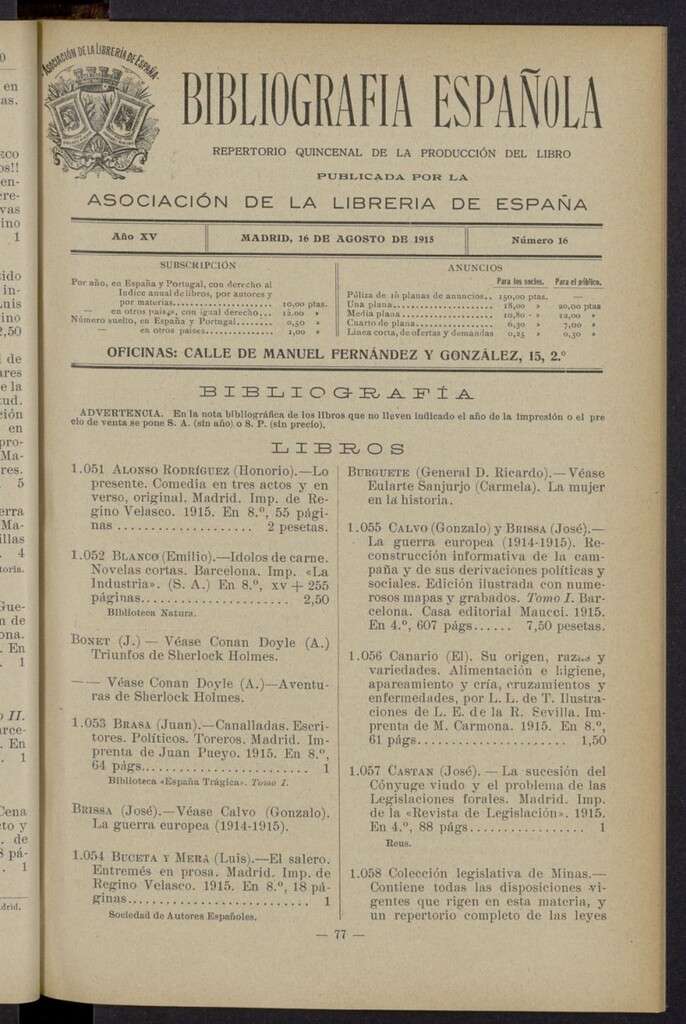 ASOCIACIÓN DE LA LIBRERÍA DE ESPAÑA
BIBLIOGRAFIA ESPAÑOLA
REPERTORIO QUINCENAL DE LA PRODUCCIÓN DEL LIBRO
PUBLICADA POR LA
ASOCIACIÓN DE LA LIBRERIA DE ESPAÑA
Año XV MADRID, 16 DE AGOSTO DE 1915 Número 16
SUBSCRIPCIÓN
Por año, en España y Portugal, con derecho al
Indice anual de libros, por autores y
por materias...................... 10,00 ptas.
— en otros países, con igual derecho... 12,00 »
Número suelto, en España y Portugal........ 0,50 »
— en otros países............... 1,00 »
ANUNCIOS
Para los socios. Para el público.
Póliza de 10 planas de anuncios.. 150,00 ptas. —
Una plana........................ 18,00 » 20,00 ptas
Media plana...................... 10,80 » 12,00 »
Cuarto de plana.................. 6,30 » 7,00 »
Línea corta, de ofertas y demandas 0,25 » 0,30 »
OFICINAS: CALLE DE MANUEL FERNÁNDEZ Y GONZÁLEZ, 15, 2.º
BIBLIOGRAFÍA
ADVERTENCIA. En la nota bibliográfica de los libros que no lleven indicado el año de la impresión o el pre
cio de venta se pone S. A. (sin año) o S. P. (sin precio).
LIBROS
1.051 ALONSO RODRÍGUEZ (Honorio).—Lo
presente. Comedia en tres actos y en
verso, original. Madrid. Imp. de Re-
gino Velasco. 1915. En 8.º, 55 pági-
nas ................... 2 pesetas.
1.052 BLANCO (Emilio).—Idolos de carne.
Novelas cortas. Barcelona. Imp. «La
Industria». (S. A.) En 8.º, XV + 255
páginas..................... 2,50
Biblioteca Natura.
BONET (J.) — Véase Conan Doyle (A.)
Triunfos de Sherlock Holmes.
—— Véase Conan Doyle (A.)—Aventu-
ras de Sherlock Holmes.
1.053 BRASA (Juan).—Canalladas. Escri-
tores. Políticos. Toreros. Madrid. Im-
prenta de Juan Pueyo. 1915. En 8.º,
64 págs........................ 1
Biblioteca «España Trágica». Tomo I.
BRISSA (José).—Véase Calvo (Gonzalo).
La guerra europea (1914-1915).
1.054 BUCETA Y MERA (Luis).—El salero.
Entremés en prosa. Madrid. Imp. de
Regino Velasco. 1915. En 8.º, 18 pá-
ginas.......................... 1
Sociedad de Autores Españoles.
BURGUETE (General D. Ricardo).—Véase
Eularte Sanjurjo (Carmela). La mujer
en la historia.
1.055 CALVO (Gonzalo) y BRISSA (José).—
La guerra europea (1914-1915). Re-
construcción informativa de la cam-
paña y de sus derivaciones políticas y
sociales. Edición ilustrada con nume-
rosos mapas y grabados. Tomo I. Bar-
celona. Casa editorial Maucci. 1915.
En 4.º, 607 págs...... 7,50 pesetas.
1.056 Canario (El). Su origen, razas y
variedades. Alimentación e higiene,
apareamiento y cría, cruzamientos y
enfermedades, por L. L. de T. Ilustra-
ciones de L. E. de la R. Sevilla. Im-
prenta de M. Carmona. 1915. En 8.º,
61 págs..................... 1,50
1.057 CASTAN (José). — La sucesión del
Cónyuge viudo y el problema de las
Legislaciones forales. Madrid. Imp.
de la «Revista de Legislación». 1915.
En 4.º, 88 págs................ 1
Reus.
1.058 Colección legislativa de Minas.—
Contiene todas las disposiciones vi-
gentes que rigen en esta materia, y
un repertorio completo de las leyes
— 77 —